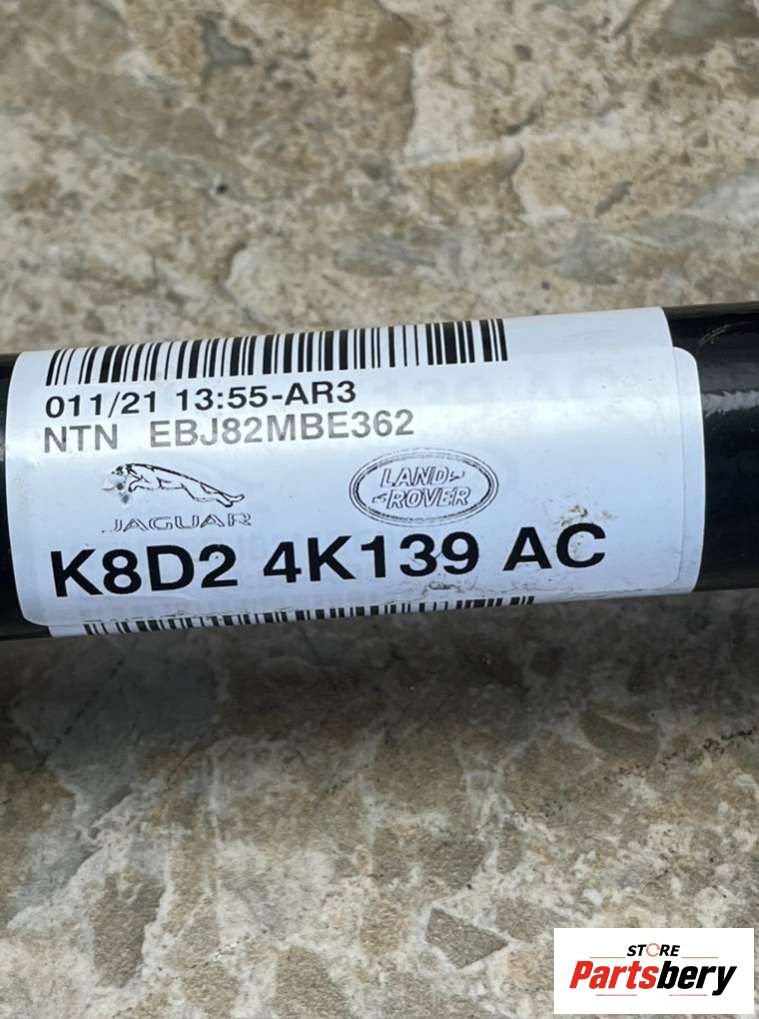 011/21 13:55-AR3
NTN EBJ82MBE362
JAGUAR
LAND
ROVER
K8D2 4K139 AC
STORE
Partsbery